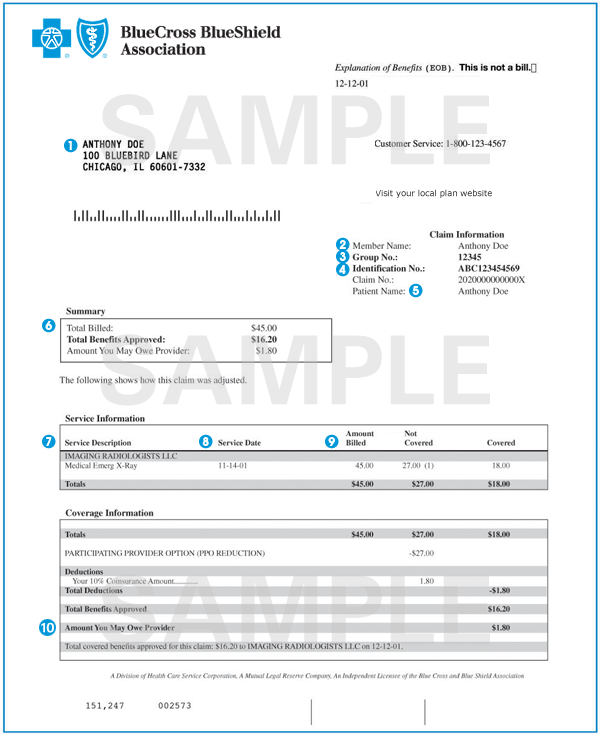 BlueCross BlueShield
Association
Explanation of Benefits (EOB). This is not a bill.
12-12-01
SAMPLE
1 ANTHONY DOE
100 BLUEBIRD LANE
CHICAGO, IL 60601-7332
Customer Service: 1-800-123-4567
Visit your local plan website
Claim Information
2 Member Name: Anthony Doe
3 Group No.: 12345
4 Identification No.: ABC123454569
Claim No.: 2020000000000X
Patient Name: 5 Anthony Doe
Summary
6 Total Billed: $45.00
Total Benefits Approved: $16.20
Amount You May Owe Provider: $1.80
SAMPLE
The following shows how this claim was adjusted.
Service Information
7 Service Description 8 Service Date 9 Amount Billed Not Covered Covered
IMAGING RADIOLOGISTS LLC
Medical Emerg X-Ray 11-14-01 45.00 27.00 (1) 18.00
Totals $45.00 $27.00 $18.00
Coverage Information
Totals $45.00 $27.00 $18.00
PARTICIPATING PROVIDER OPTION (PPO REDUCTION) -$27.00
Deductions
Your 10% Coinsurance Amount.......... 1.80
Total Deductions -$1.80
SAMPLE
Total Benefits Approved $16.20
10 Amount You May Owe Provider $1.80
Total covered benefits approved for this claim: $16.20 to IMAGING RADIOLOGISTS LLC on 12-12-01.
A Division of Health Care Service Corporation, A Mutual Legal Reserve Company, An Independent Licensee of the Blue Cross and Blue Shield Association
151,247 002573